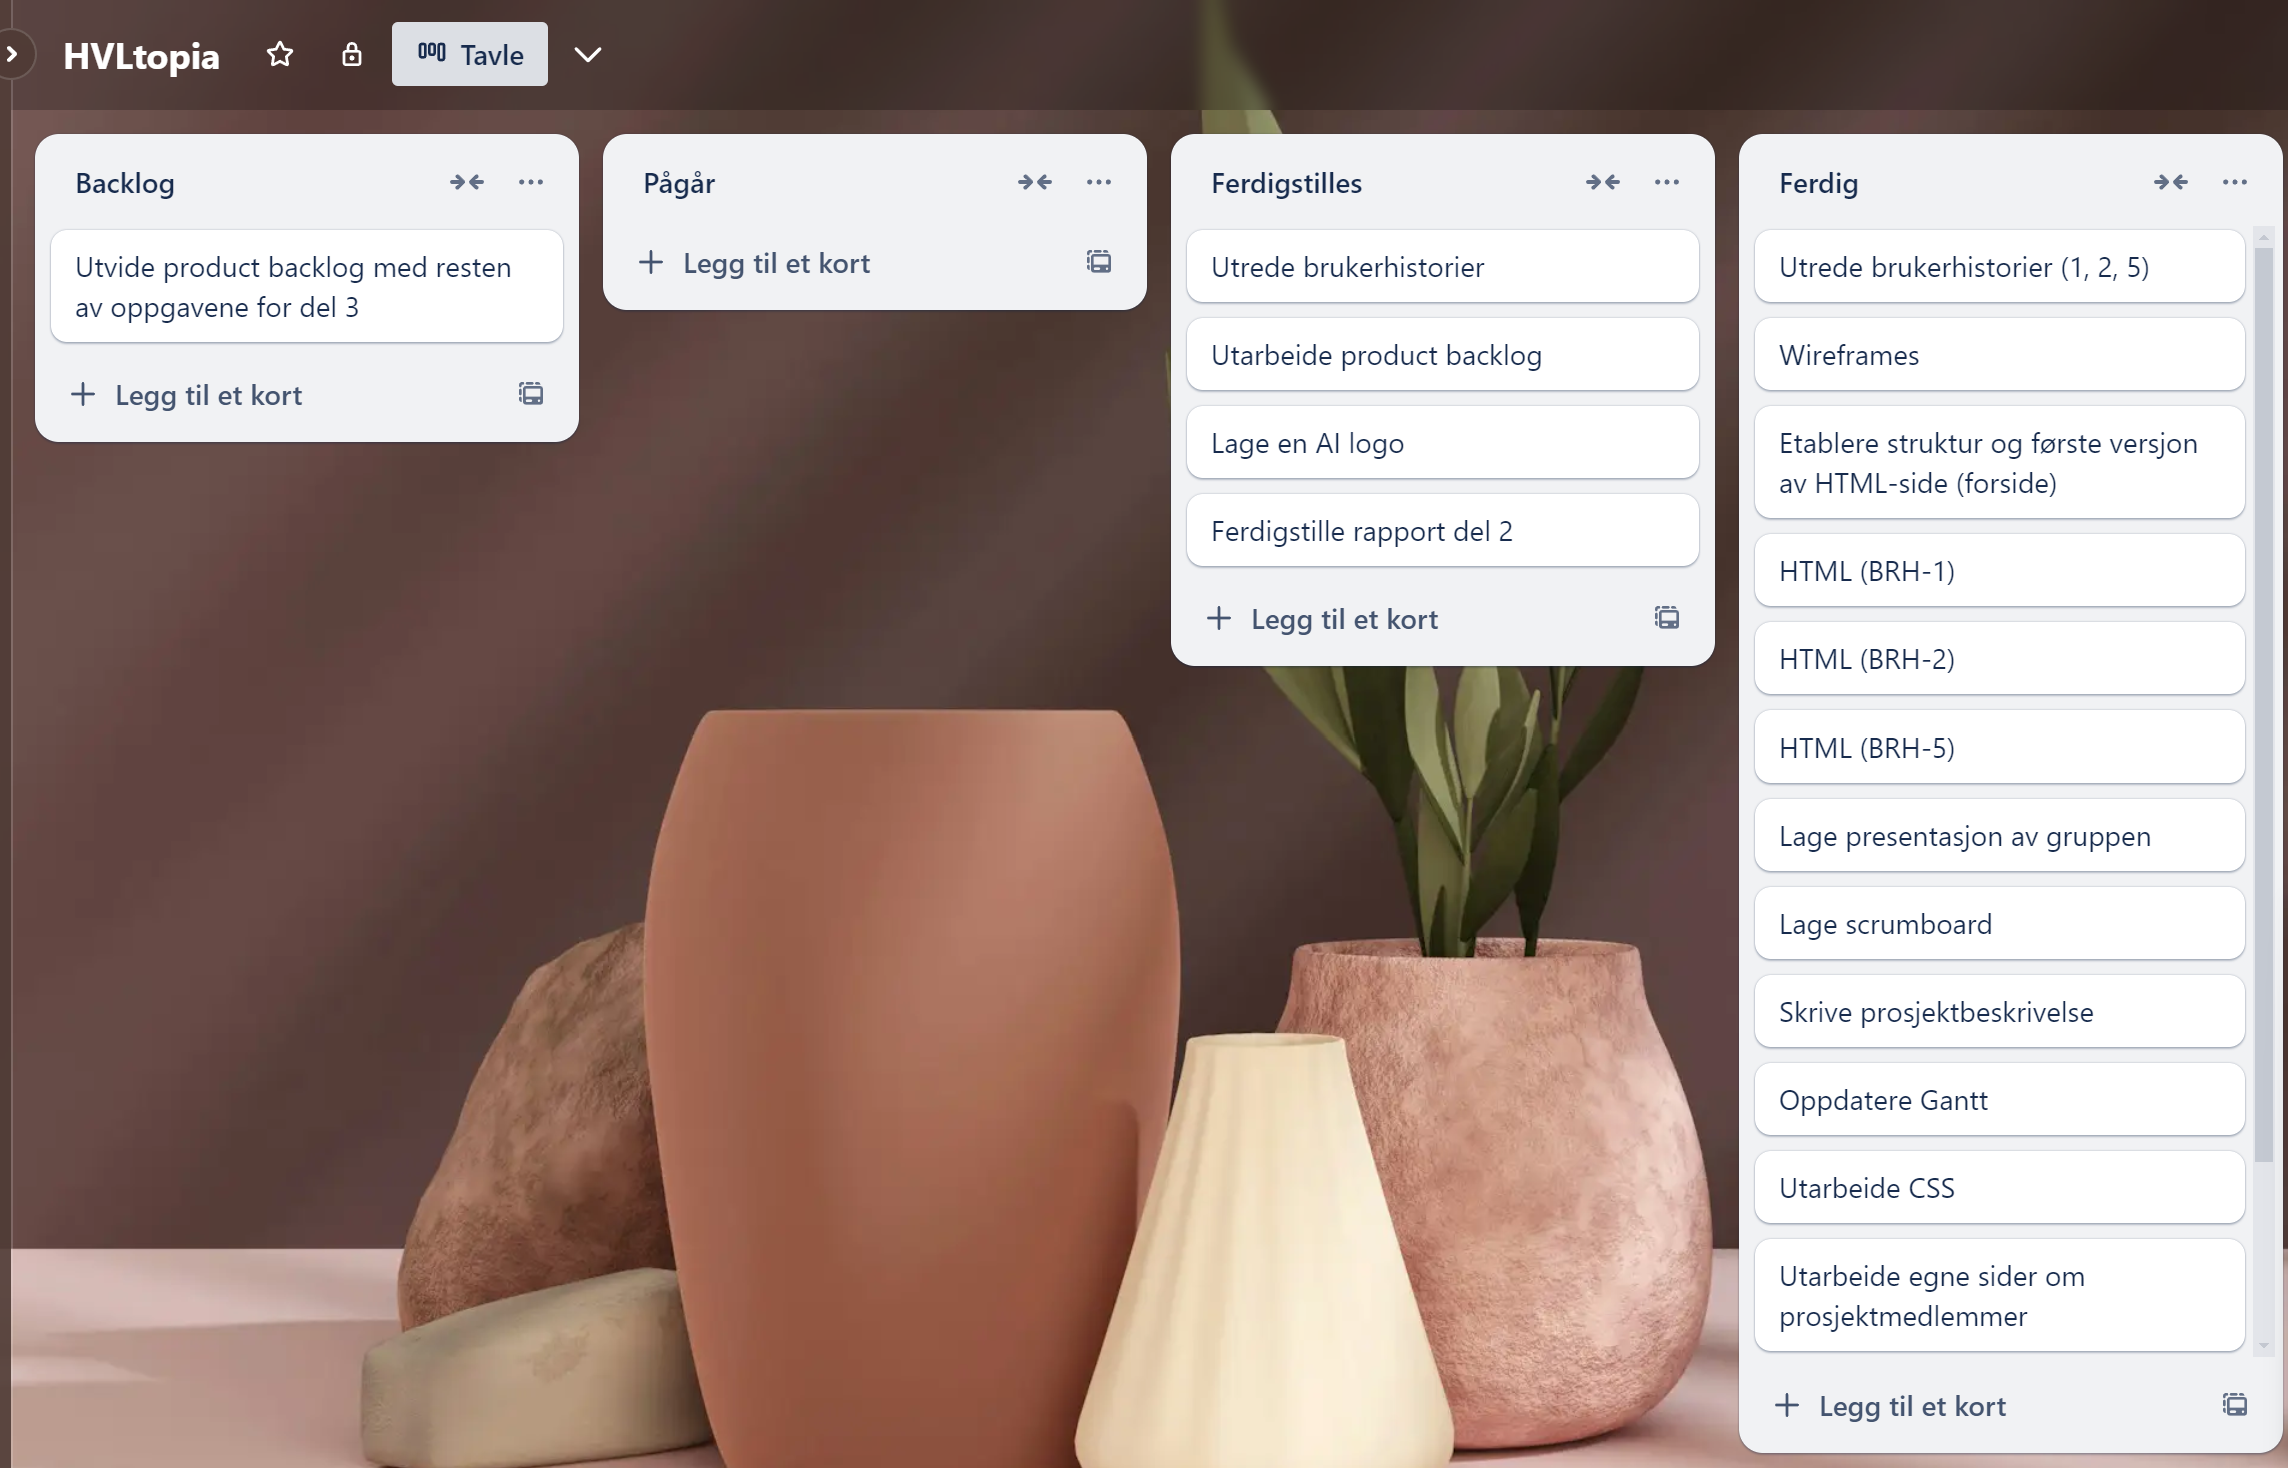 HVLtopia
Tavle
Backlog
Utvide product backlog med resten
av oppgavene for del 3
Legg til et kort
Pågår
Legg til et kort
Ferdigstilles
Utrede brukerhistorier
Utarbeide product backlog
Lage en AI logo
Ferdigstille rapport del 2
Legg til et kort
Ferdig
Utrede brukerhistorier (1, 2, 5)
Wireframes
Etablere struktur og første versjon
av HTML-side (forside)
HTML (BRH-1)
HTML (BRH-2)
HTML (BRH-5)
Lage presentasjon av gruppen
Lage scrumboard
Skrive prosjektbeskrivelse
Oppdatere Gantt
Utarbeide CSS
Utarbeide egne sider om
prosjektmedlemmer
Legg til et kort